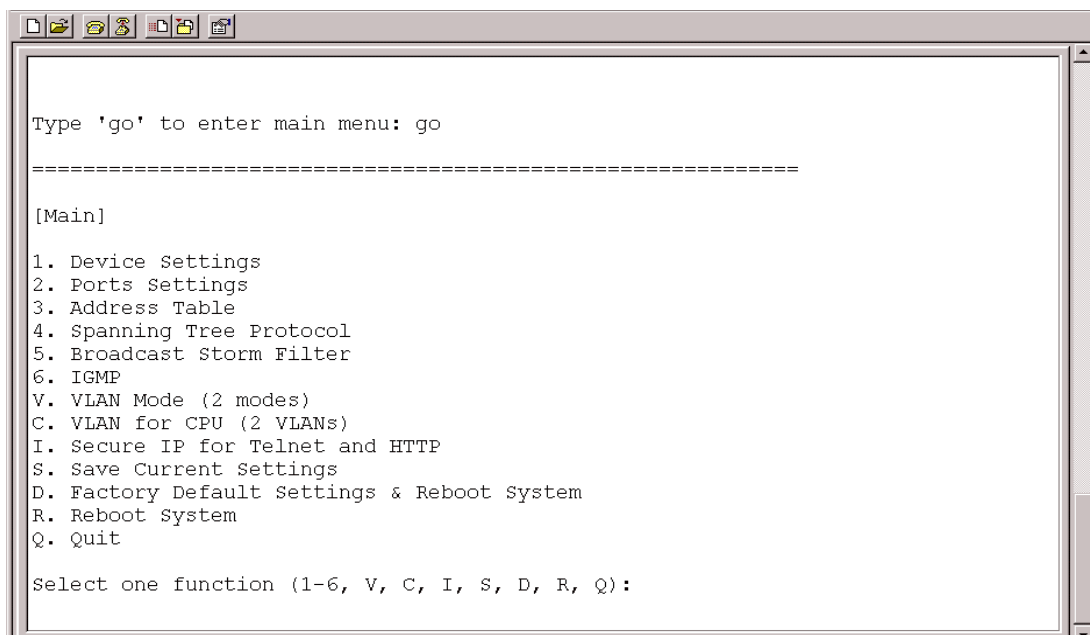 Type 'go' to enter main menu: go
============================================================
[Main]
1. Device Settings
2. Ports Settings
3. Address Table
4. Spanning Tree Protocol
5. Broadcast Storm Filter
6. IGMP
V. VLAN Mode (2 modes)
C. VLAN for CPU (2 VLANs)
I. Secure IP for Telnet and HTTP
S. Save Current Settings
D. Factory Default Settings & Reboot System
R. Reboot System
Q. Quit
Select one function (1-6, V, C, I, S, D, R, Q):